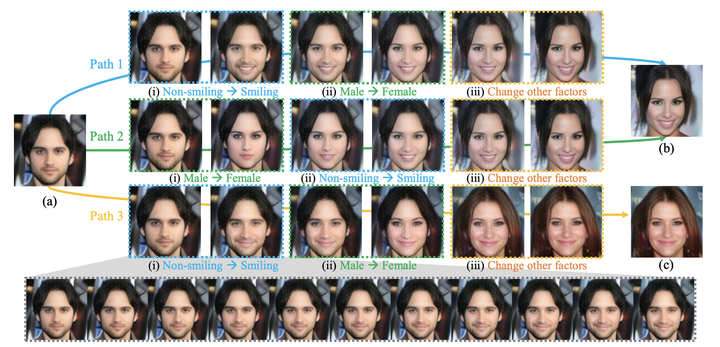 Path 1
(i) Non-smiling → Smiling
(ii) Male → Female
(iii) Change other factors
Path 2
(a)
(b)
(i) Male → Female
(ii) Non-smiling → Smiling
(iii) Change other factors
Path 3
(i) Non-smiling → Smiling
(ii) Male → Female
(iii) Change other factors
(c)